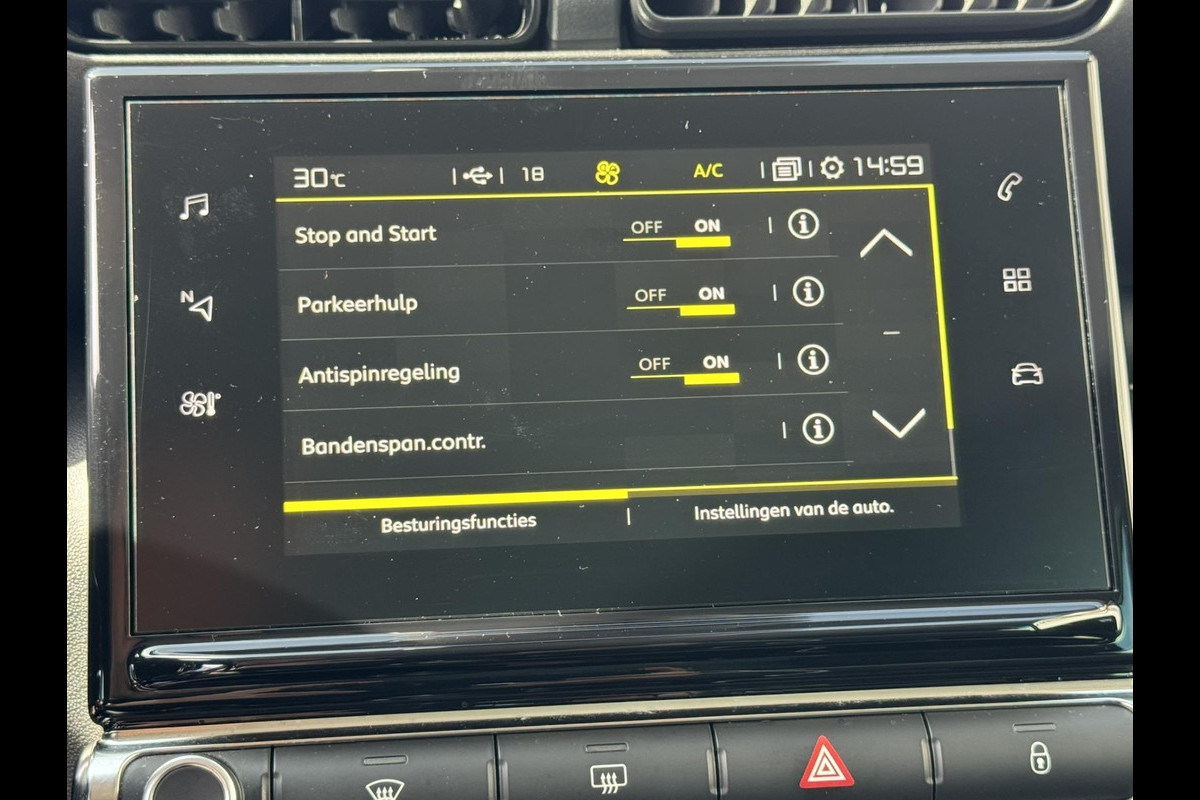 30°C 18 A/C 14:59
Stop and Start OFF ON
Parkeerhulp OFF ON
Antispinregeling OFF ON
Bandenspan.contr.
Besturingsfuncties Instellingen van de auto.
N